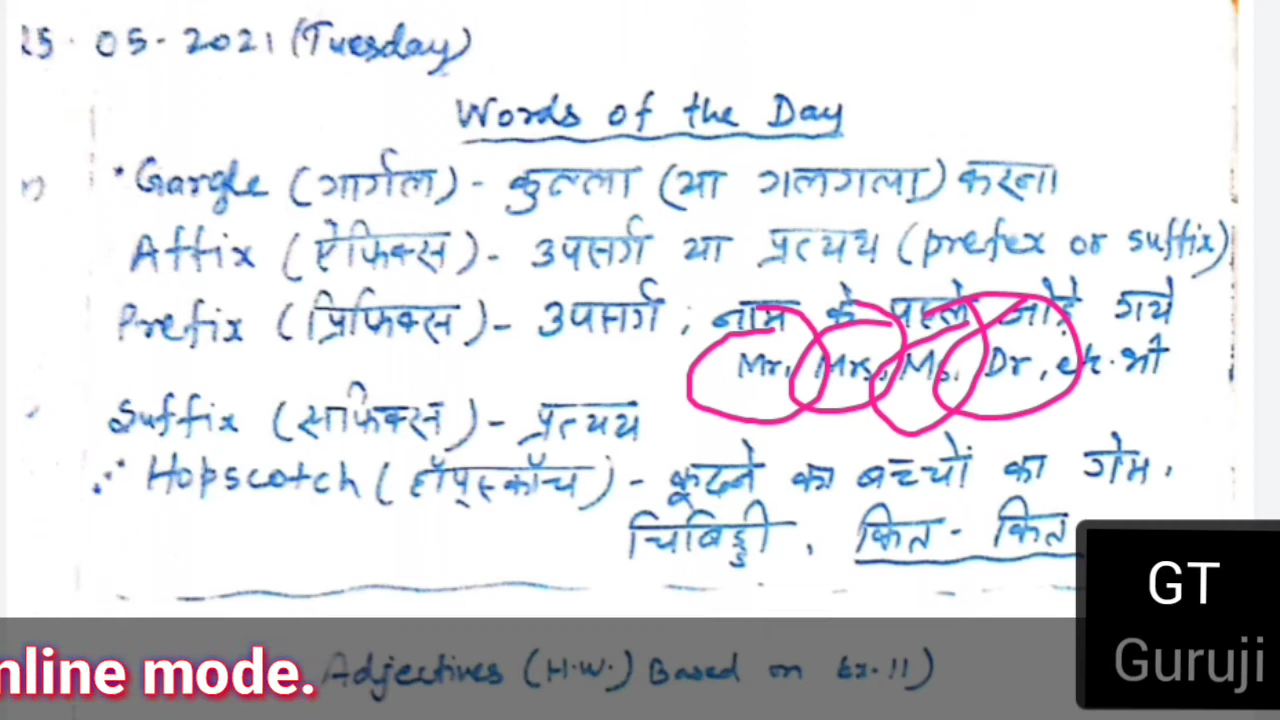 25-05-2021 (Tuesday)
Words of the Day
Gargle (गार्गल) - कुल्ला (या गलगला) करना
Affix (ऐफिक्स) - उपसर्ग या प्रत्यय (prefex or suffix)
Prefix (प्रिफिक्स) - उपसर्ग ; नाम के पहले जोड़े गये
Mr., Mrs., Ms. Dr., etc. भी
Suffix (सफिक्स) - प्रत्यय
Hopscotch (हॉप्स्कॉच) - कूदने का बच्चों का गेम.
चिबिड्डी, कित - कित
GT
Guruji
nline mode.
Adjectives (H.W.) Based on Ex. 11)